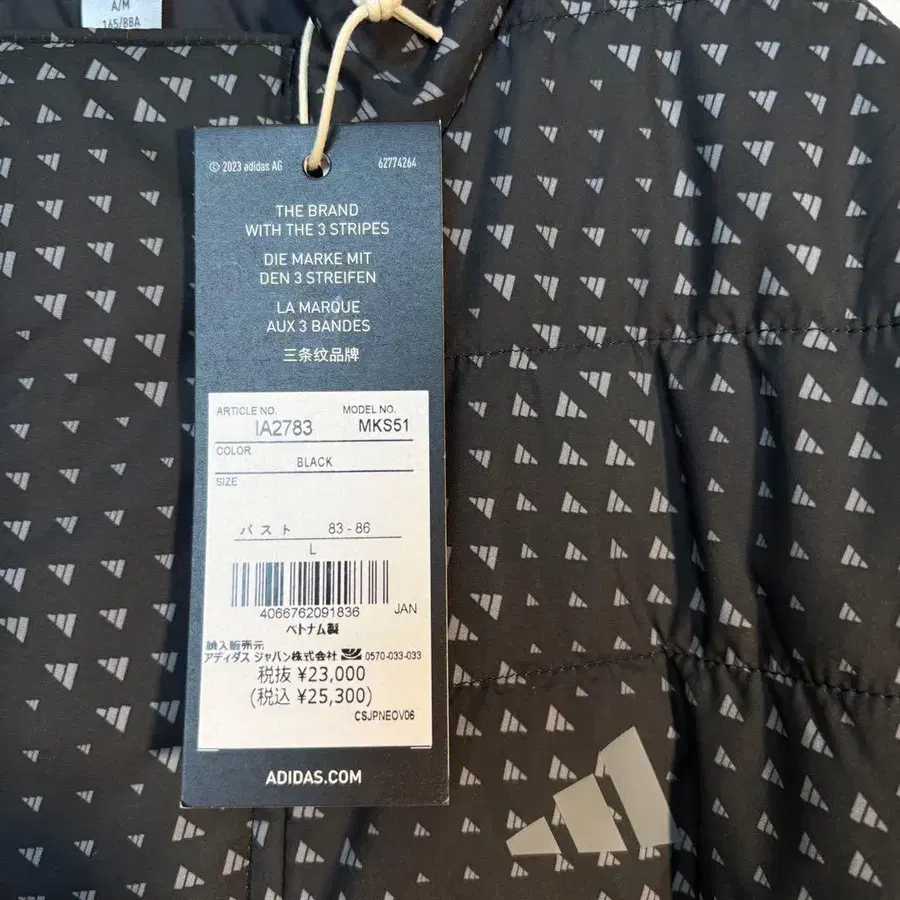 A/M
165/88A
© 2023 adidas AG 62774264
THE BRAND
WITH THE 3 STRIPES
DIE MARKE MIT
DEN 3 STREIFEN
LA MARQUE
AUX 3 BANDES
三条纹品牌
ARTICLE NO. MODEL NO.
IA2783 MKS51
COLOR
BLACK
SIZE
バスト 83-86
L
4066762091836 JAN
ベトナム製
輸入販売元
アディダス ジャパン株式会社 0570-033-033
税抜 ¥23,000
(税込 ¥25,300)
CSJPNEOV06
ADIDAS.COM